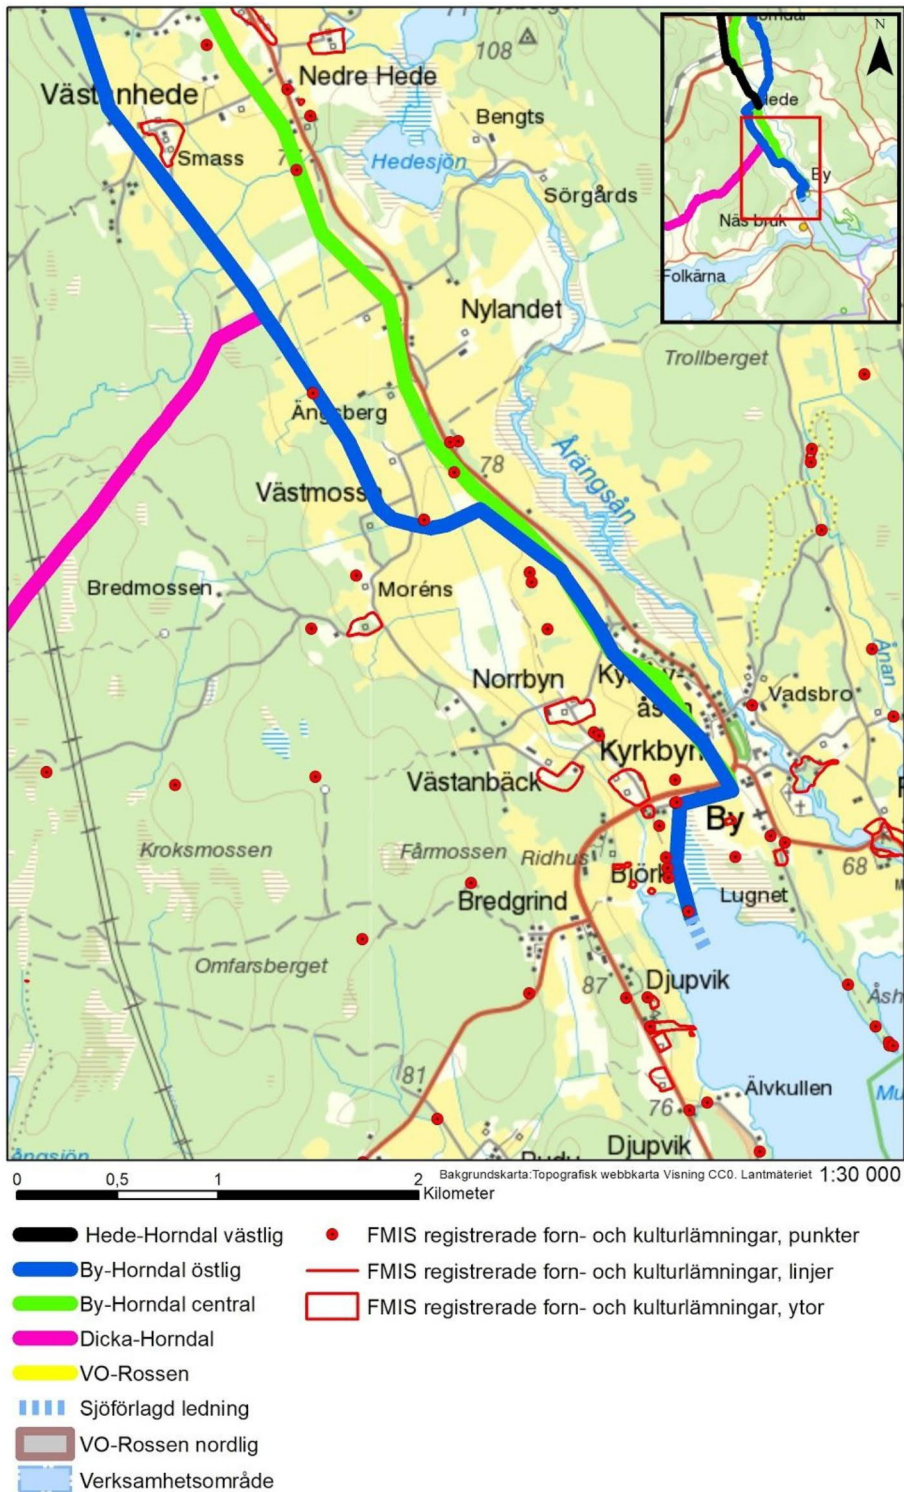 108
Nedre Hede
Västanhede
Bengts
Smass
Hedesjön
Sörgårds
Nylandet
Trollberget
Ängsberg
78
Årängsån
Västmossen
Bredmossen
Moréns
Ånan
Norrbyn
Vadsbro
Kyrkbyn
Västanbäck
By
Kroksmossen
Fårmossen
Ridhus
68
Lugnet
Bredgrind
Omfarsberget
87
Djupvik
81
Älvkullen
76
Djupvik
N
Horndal
Hede
By
Näs bruk
Folkärna
0 0,5 1 2
Kilometer
Bakgrundskarta:Topografisk webbkarta Visning CC0. Lantmäteriet 1:30 000
Hede-Horndal västlig
By-Horndal östlig
By-Horndal central
Dicka-Horndal
VO-Rossen
Sjöförlagd ledning
VO-Rossen nordlig
Verksamhetsområde
FMIS registrerade forn- och kulturlämningar, punkter
FMIS registrerade forn- och kulturlämningar, linjer
FMIS registrerade forn- och kulturlämningar, ytor